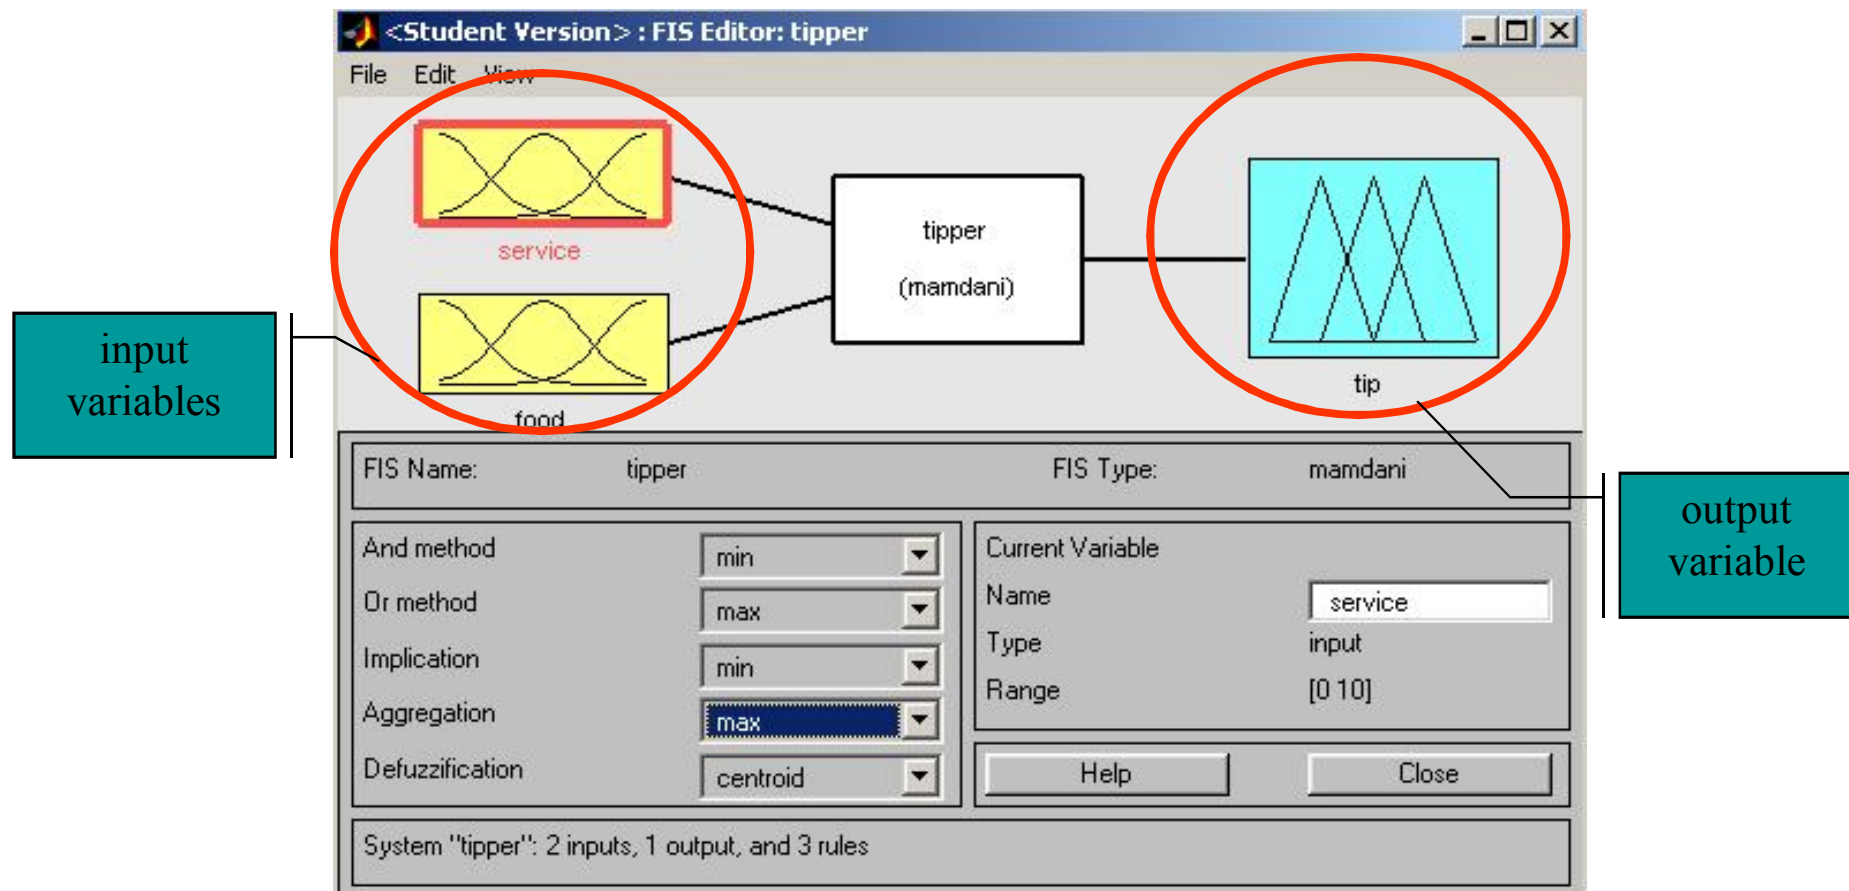 <Student Version> : FIS Editor: tipper
File Edit View
service
food
tipper
(mamdani)
tip
input
variables
output
variable
FIS Name: tipper FIS Type: mamdani
And method min
Or method max
Implication min
Aggregation max
Defuzzification centroid
Current Variable
Name service
Type input
Range [0 10]
Help Close
System "tipper": 2 inputs, 1 output, and 3 rules